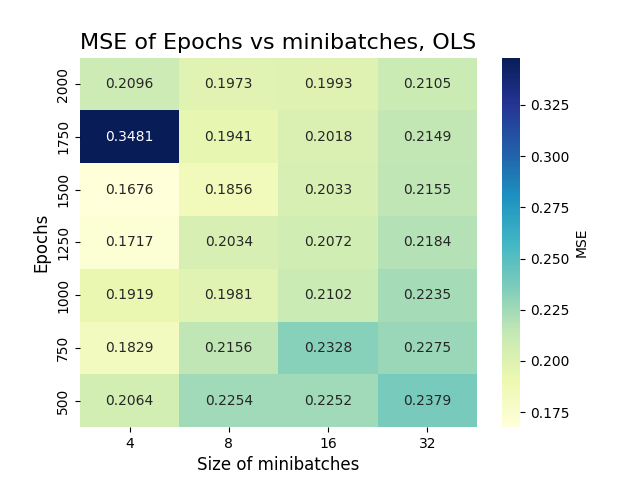 MSE of Epochs vs minibatches, OLS
Epochs
2000 0.2096 0.1973 0.1993 0.2105
1750 0.3481 0.1941 0.2018 0.2149
1500 0.1676 0.1856 0.2033 0.2155
1250 0.1717 0.2034 0.2072 0.2184
1000 0.1919 0.1981 0.2102 0.2235
750 0.1829 0.2156 0.2328 0.2275
500 0.2064 0.2254 0.2252 0.2379
4 8 16 32
Size of minibatches
0.325
0.300
0.275
0.250
0.225
0.200
0.175
MSE